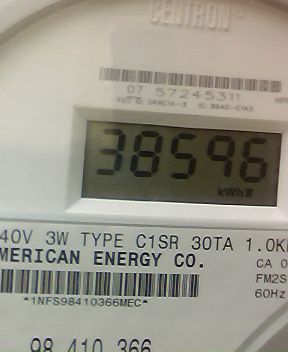 CENTRON®
07 57245311
38596
kWh
40V 3W TYPE C1SR 30TA 1.0K
MERICAN ENERGY CO.
CA 0
FM2S
*1NFS98410366MEC*
60Hz
98 410 366